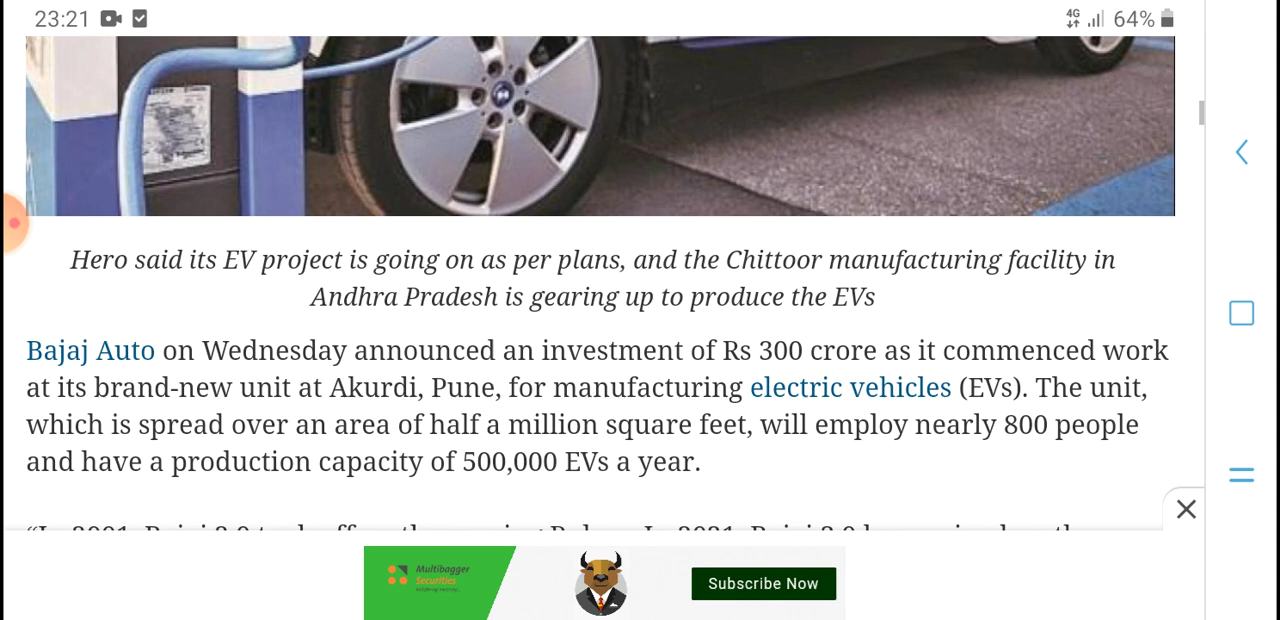 23:21
4G
64%
Hero said its EV project is going on as per plans, and the Chittoor manufacturing facility in
Andhra Pradesh is gearing up to produce the EVs
Bajaj Auto on Wednesday announced an investment of Rs 300 crore as it commenced work
at its brand-new unit at Akurdi, Pune, for manufacturing electric vehicles (EVs). The unit,
which is spread over an area of half a million square feet, will employ nearly 800 people
and have a production capacity of 500,000 EVs a year.
Multibagger
Securities
Subscribe Now